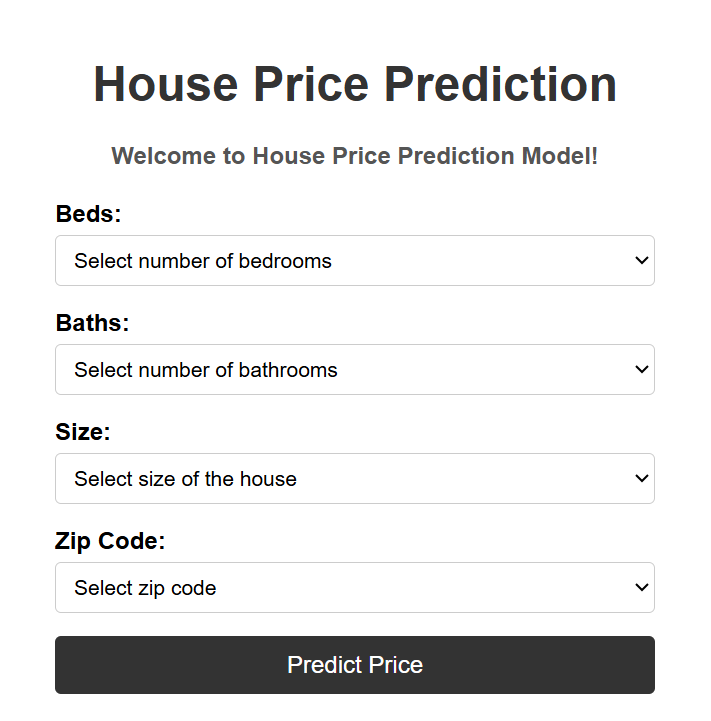 House Price Prediction
Welcome to House Price Prediction Model!
Beds:
Select number of bedrooms
Baths:
Select number of bathrooms
Size:
Select size of the house
Zip Code:
Select zip code
Predict Price